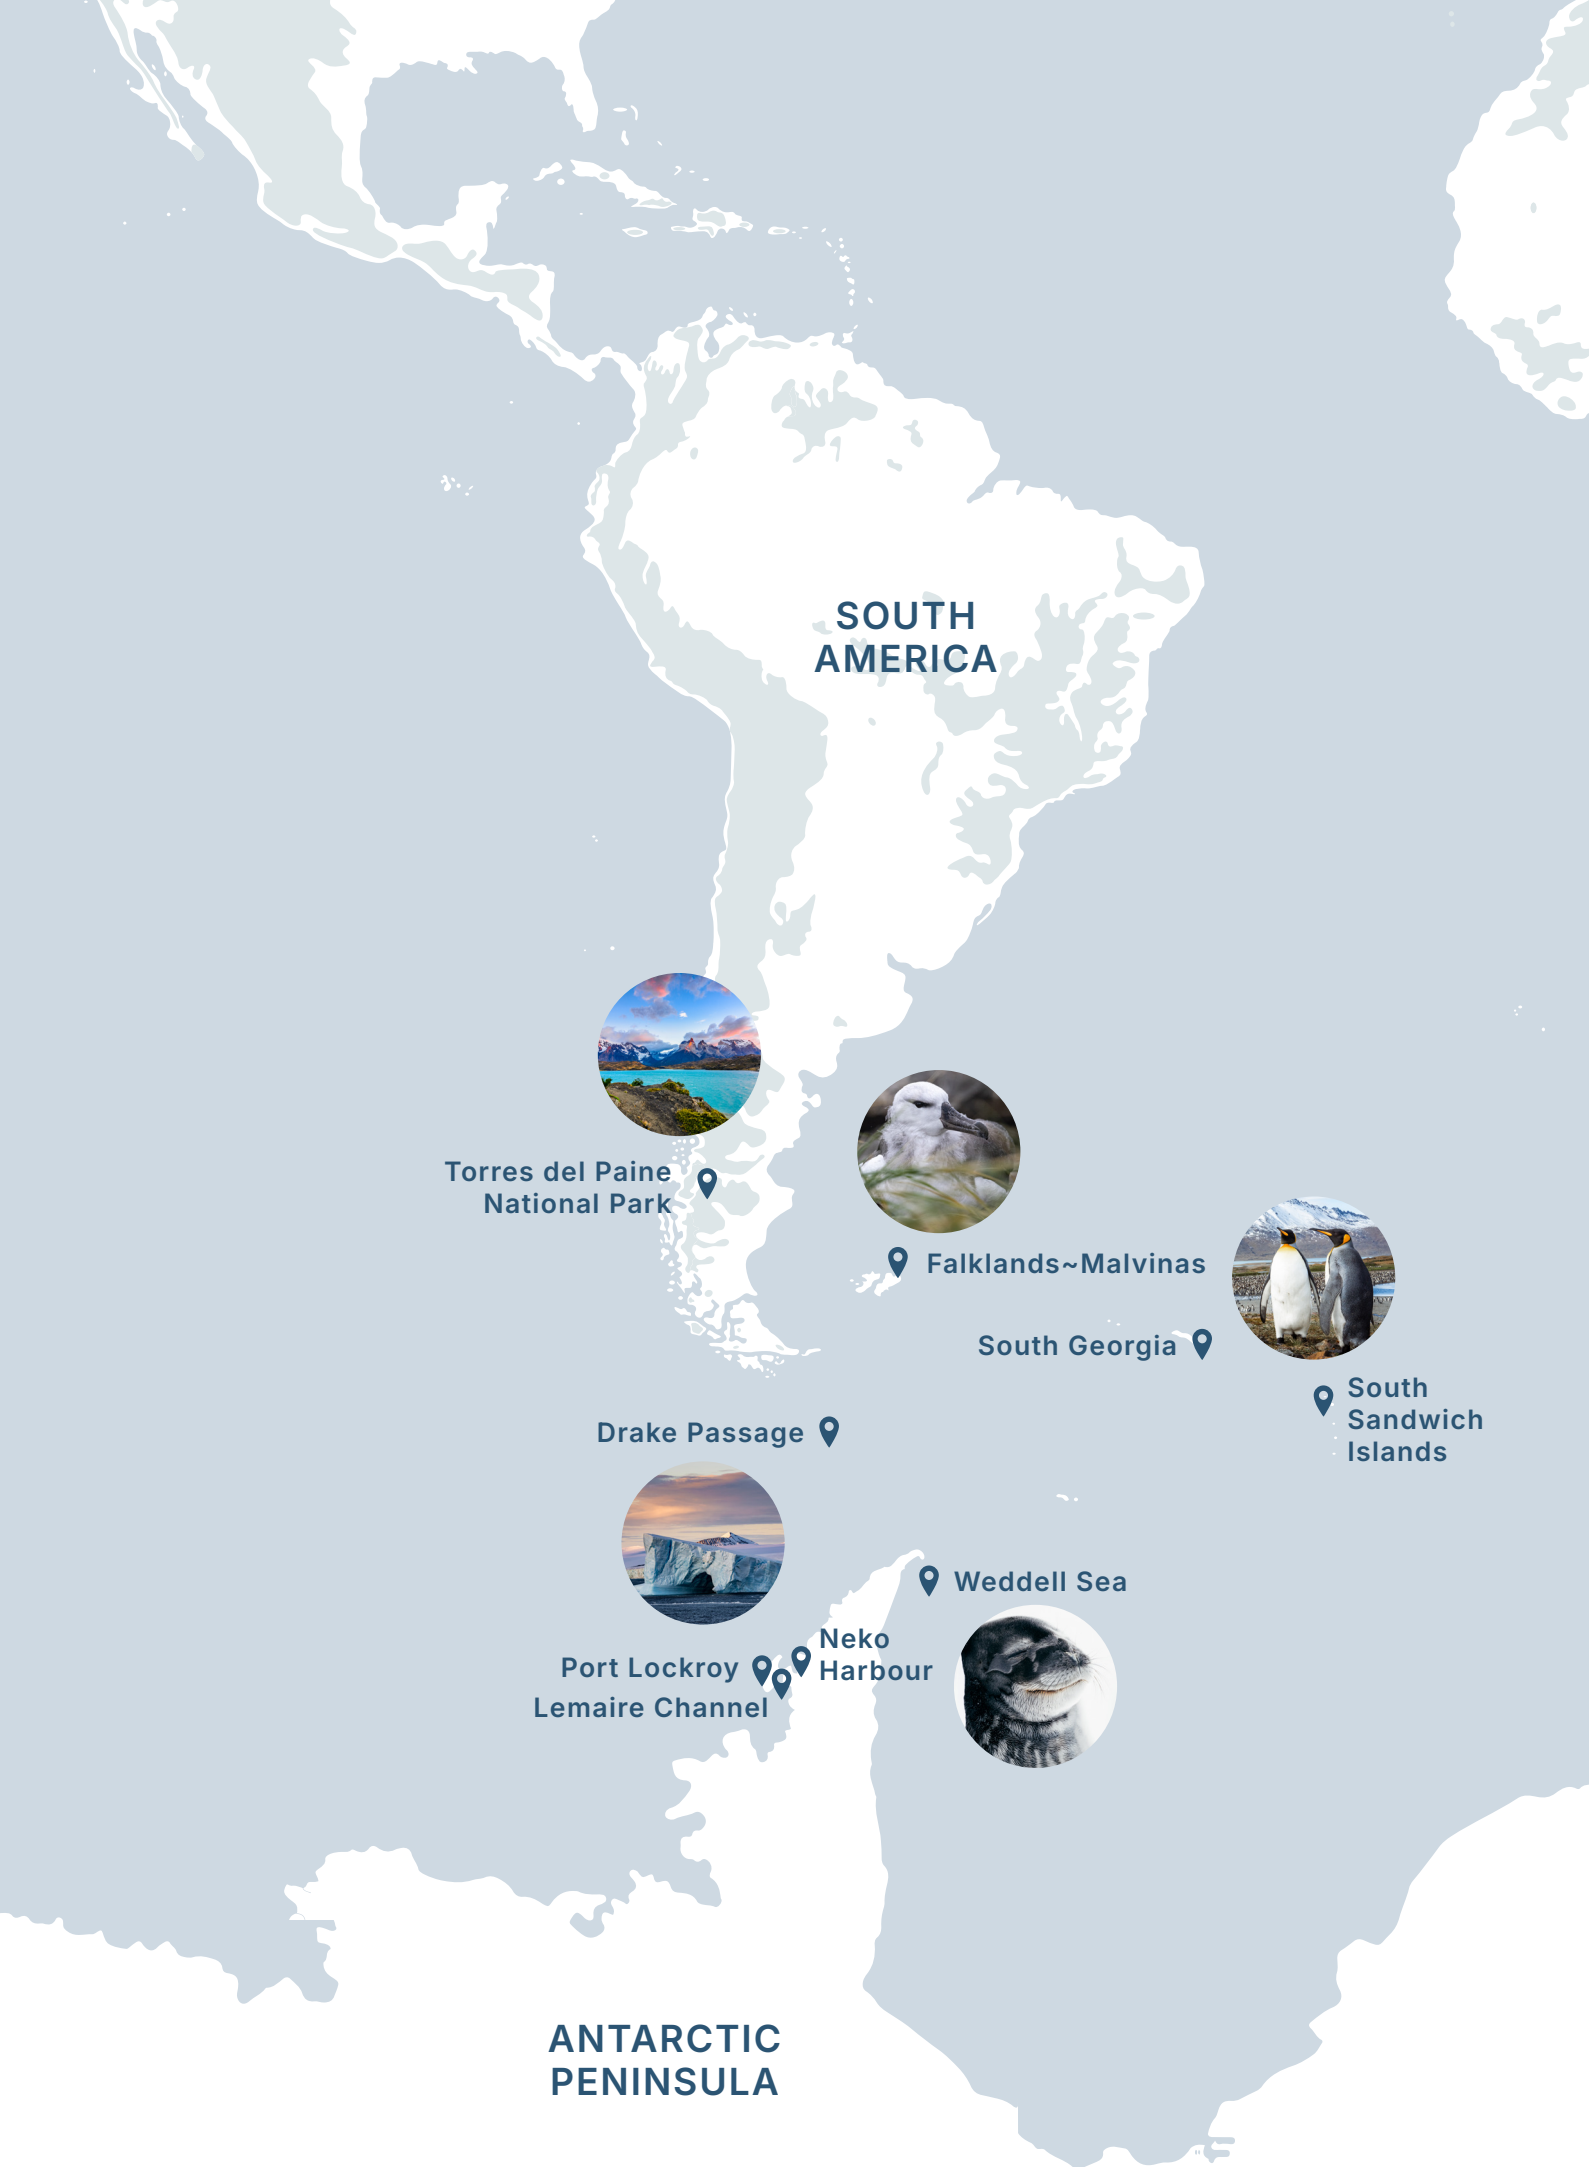 SOUTH
AMERICA
Torres del Paine
National Park
Falklands~Malvinas
South Georgia
South
Sandwich
Islands
Drake Passage
Weddell Sea
Neko
Harbour
Port Lockroy
Lemaire Channel
ANTARCTIC
PENINSULA